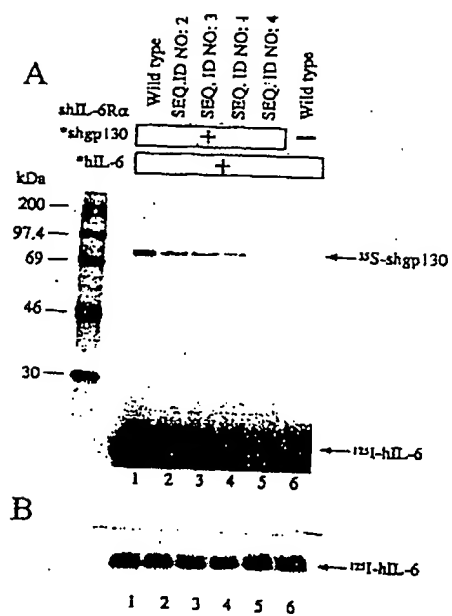 A
Wild type
SEQ. ID NO: 2
SEQ. ID NO: 3
SEQ. ID NO: 1
SEQ. ID NO: 4
Wild type
shIL-6Rα
*shgp130 + −
*hIL-6 +
kDa
200
97.4
69
46
30
³⁵S-shgp130
¹²⁵I-hIL-6
1 2 3 4 5 6
B
¹²⁵I-hIL-6
1 2 3 4 5 6